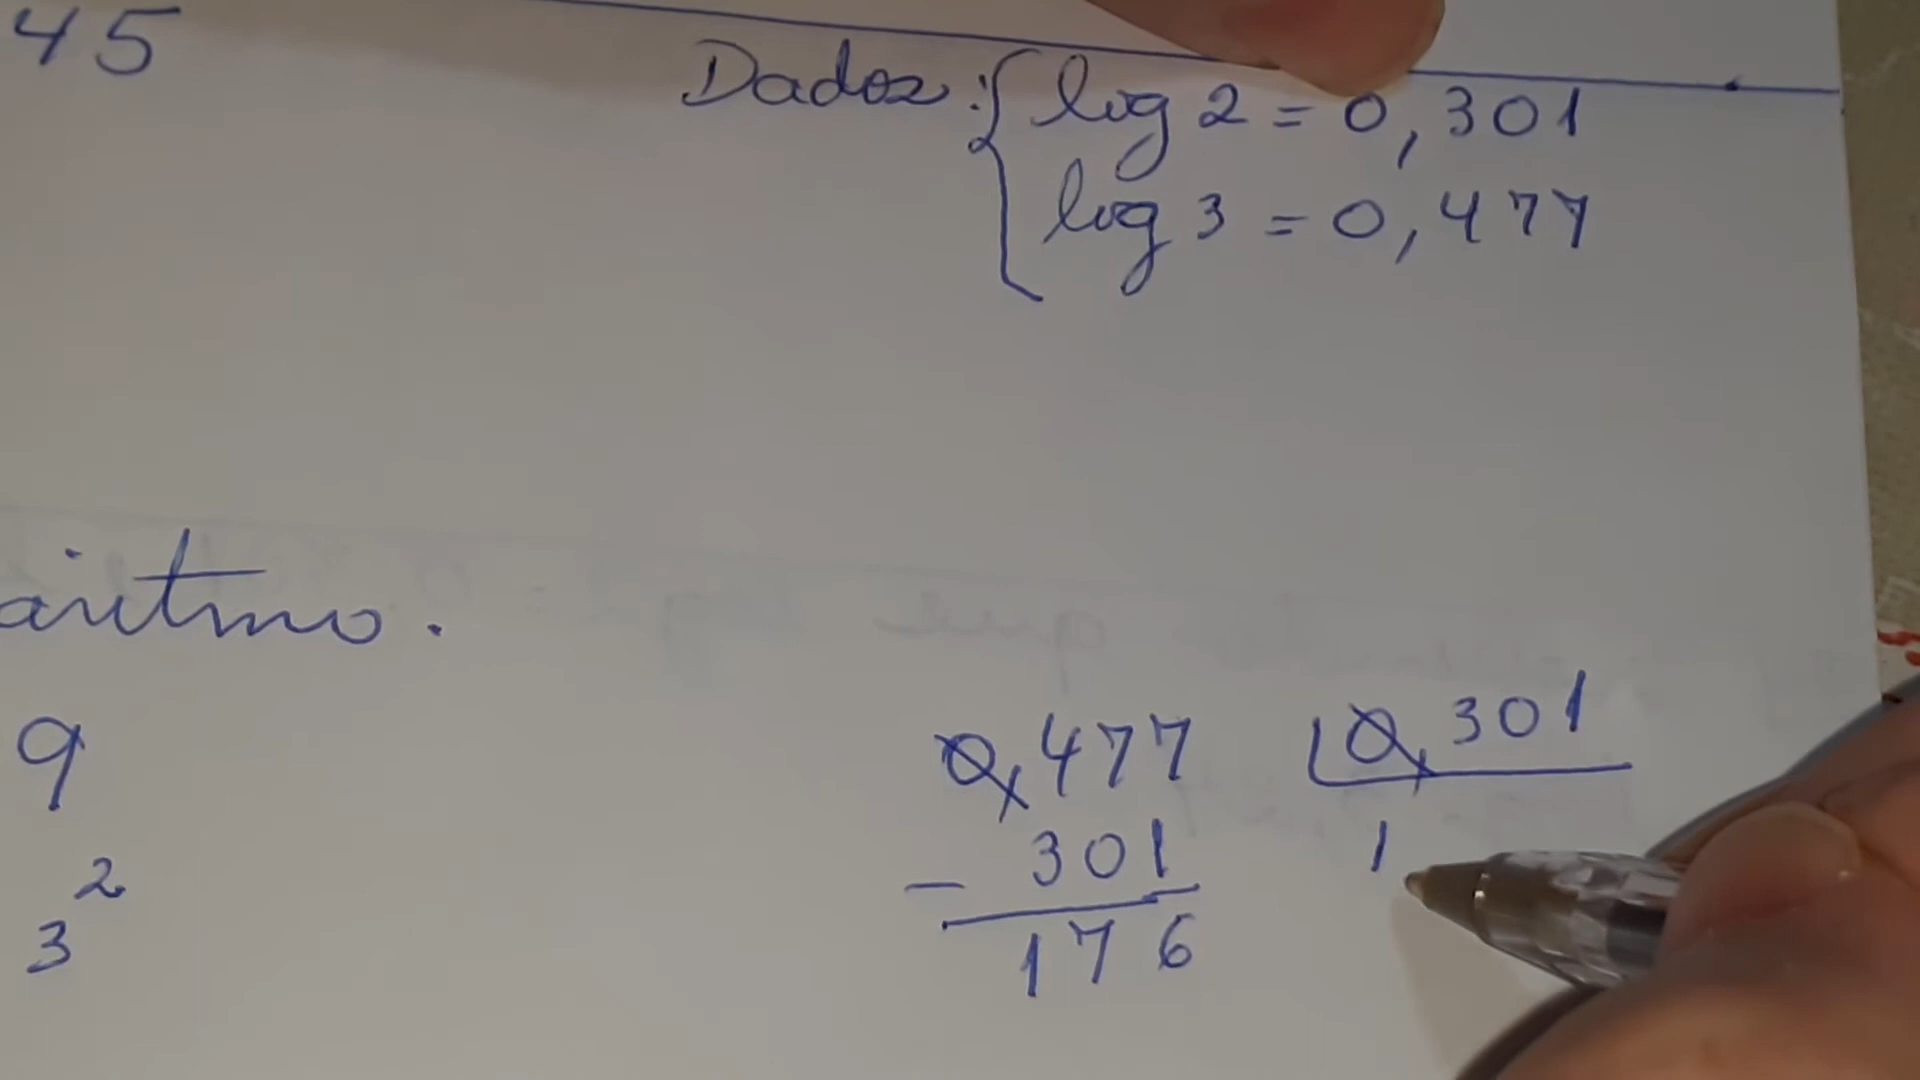 45
Dados: log 2 = 0,301
log 3 = 0,477
aritmo.
9
3²
0,477 0,301
- 301 1
176